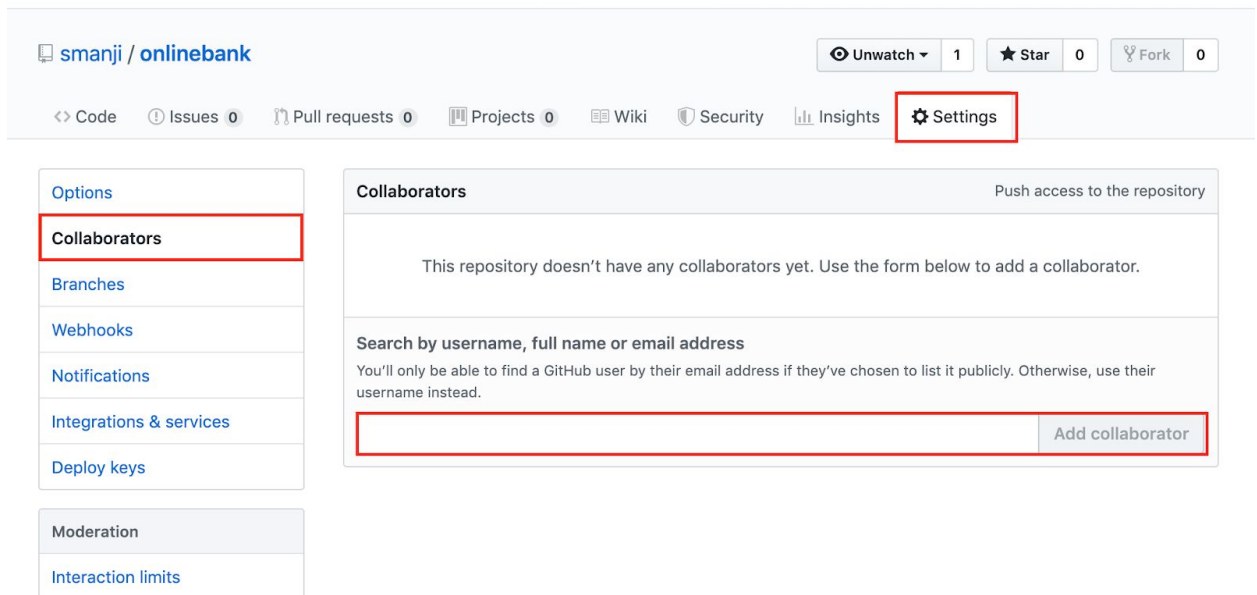 smanji / onlinebank
Unwatch 1 Star 0 Fork 0
Code Issues 0 Pull requests 0 Projects 0 Wiki Security Insights Settings
Options
Collaborators
Branches
Webhooks
Notifications
Integrations & services
Deploy keys
Moderation
Interaction limits
Collaborators Push access to the repository
This repository doesn’t have any collaborators yet. Use the form below to add a collaborator.
Search by username, full name or email address
You’ll only be able to find a GitHub user by their email address if they’ve chosen to list it publicly. Otherwise, use their
username instead.
Add collaborator